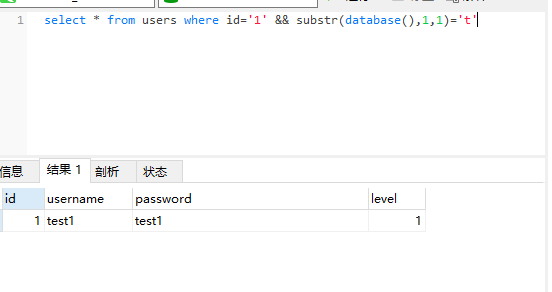 1 select * from users where id='1' && substr(database(),1,1)='t'
信息 结果 1 剖析 状态
id username password level
1 test1 test1 1